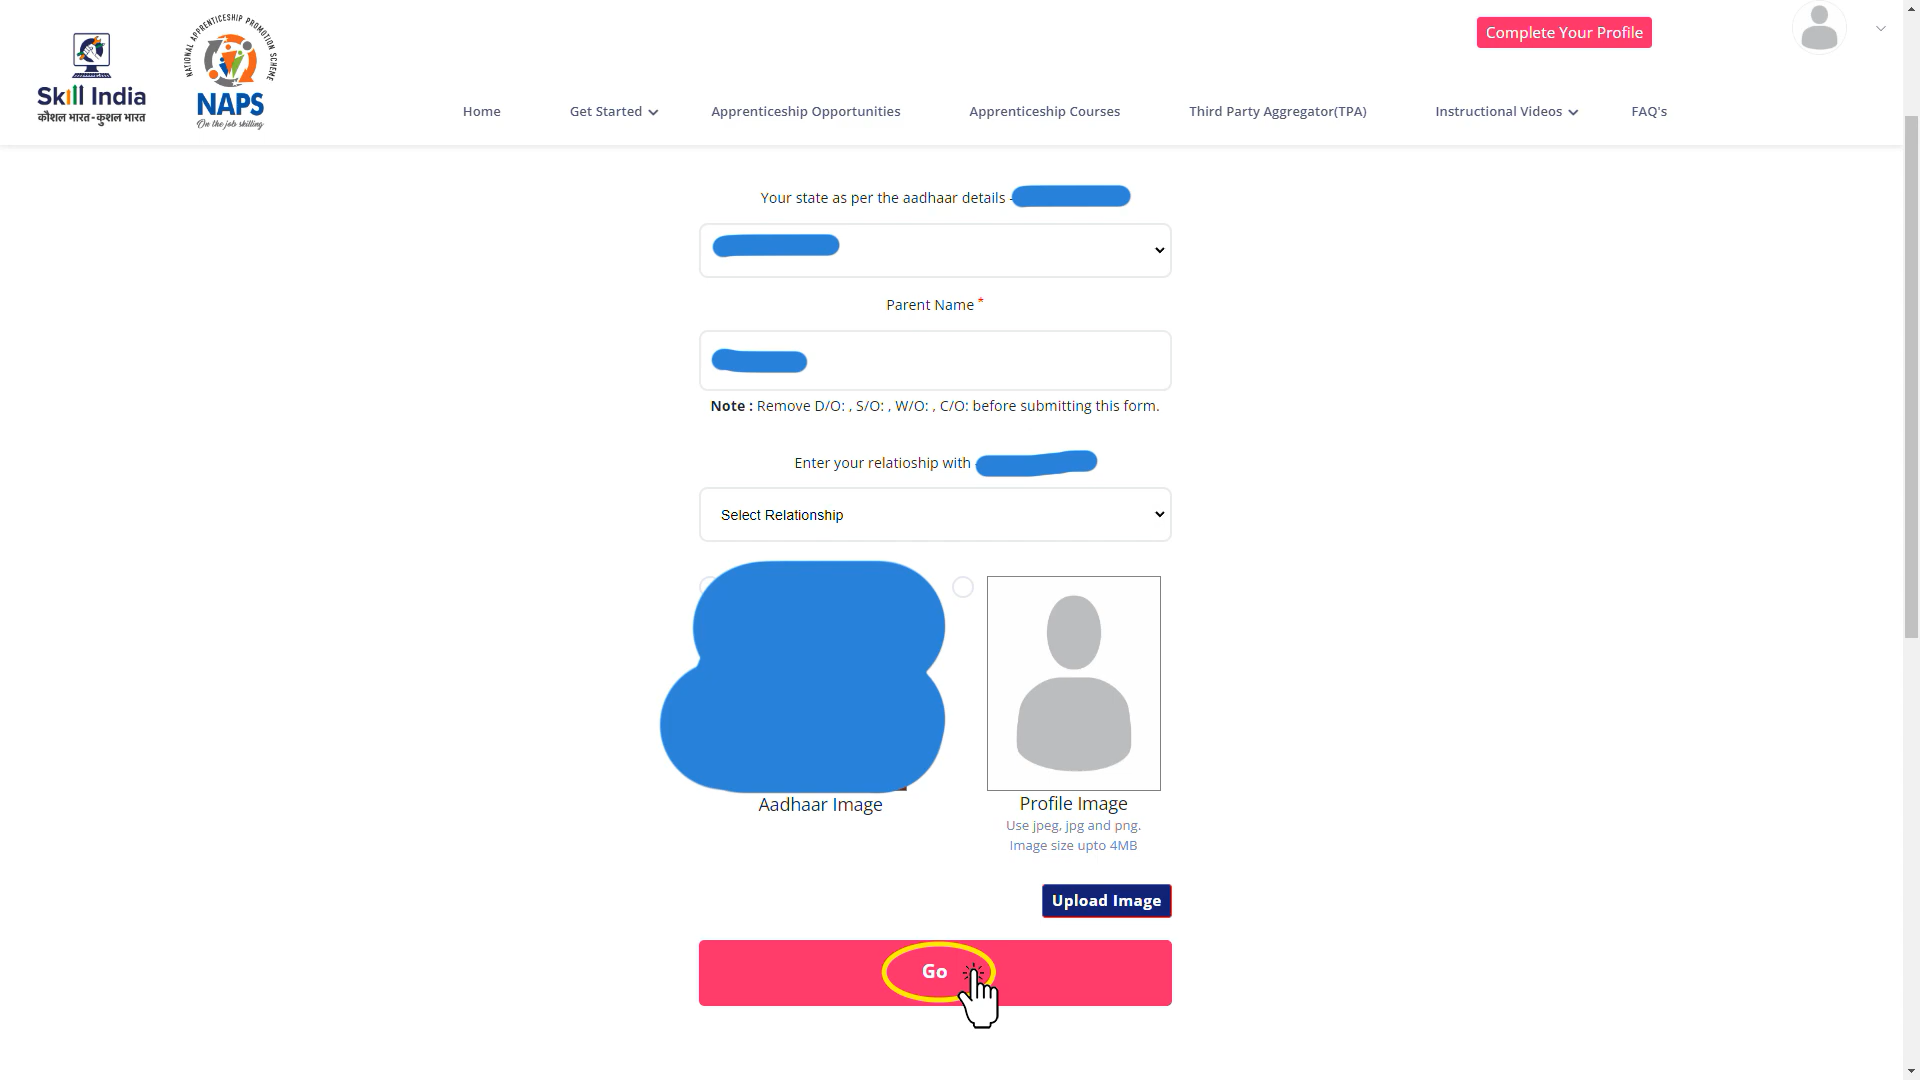 Complete Your Profile
NATIONAL APPRENTICESHIP PROMOTION SCHEME
Skill India
कौशल भारत - कुशल भारत
NAPS
On the job skilling
Home
Get Started
Apprenticeship Opportunities
Apprenticeship Courses
Third Party Aggregator(TPA)
Instructional Videos
FAQ's
Your state as per the aadhaar details -
Parent Name *
Note : Remove D/O: , S/O: , W/O: , C/O: before submitting this form.
Enter your relatioship with
Select Relationship
Aadhaar Image
Profile Image
Use jpeg, jpg and png.
Image size upto 4MB
Upload Image
Go